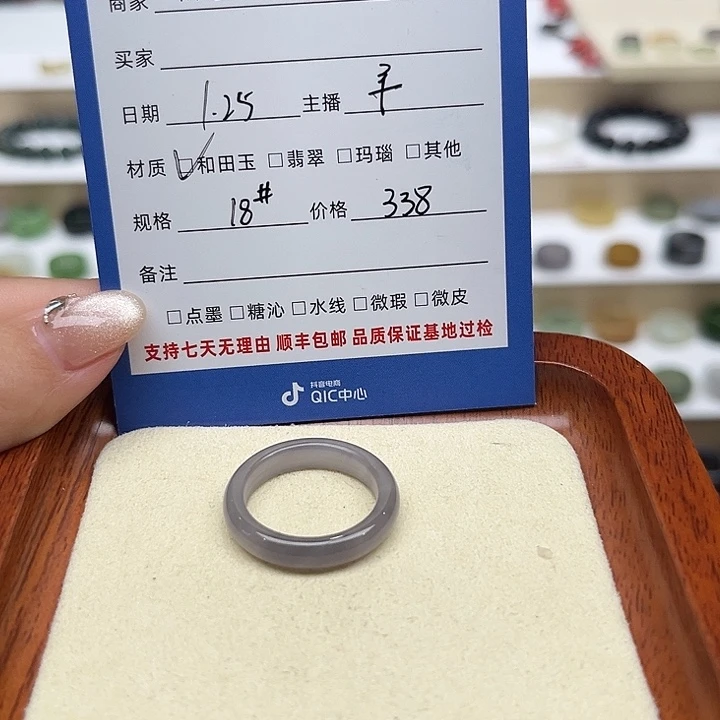 商家
买家
日期 1.25 主播
材质 ☑和田玉 □翡翠 □玛瑙 □其他
规格 18# 价格 338
备注
□点墨 □糖沁 □水线 □微瑕 □微皮
支持七天无理由 顺丰包邮 品质保证基地过检
抖音电商
QIC中心